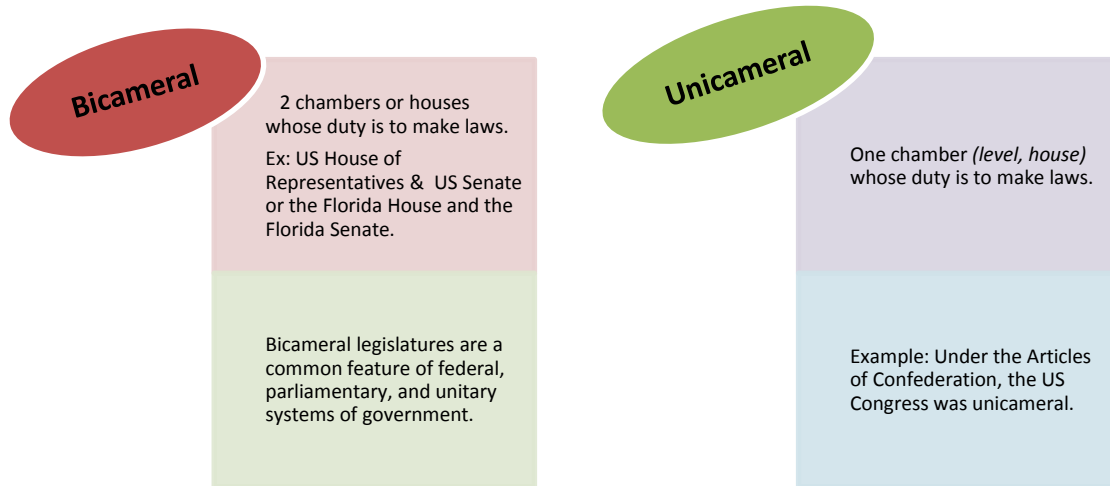 Bicameral
2 chambers or houses
whose duty is to make laws.
Ex: US House of
Representatives & US Senate
or the Florida House and the
Florida Senate.
Bicameral legislatures are a
common feature of federal,
parliamentary, and unitary
systems of government.
Unicameral
One chamber (level, house)
whose duty is to make laws.
Example: Under the Articles
of Confederation, the US
Congress was unicameral.